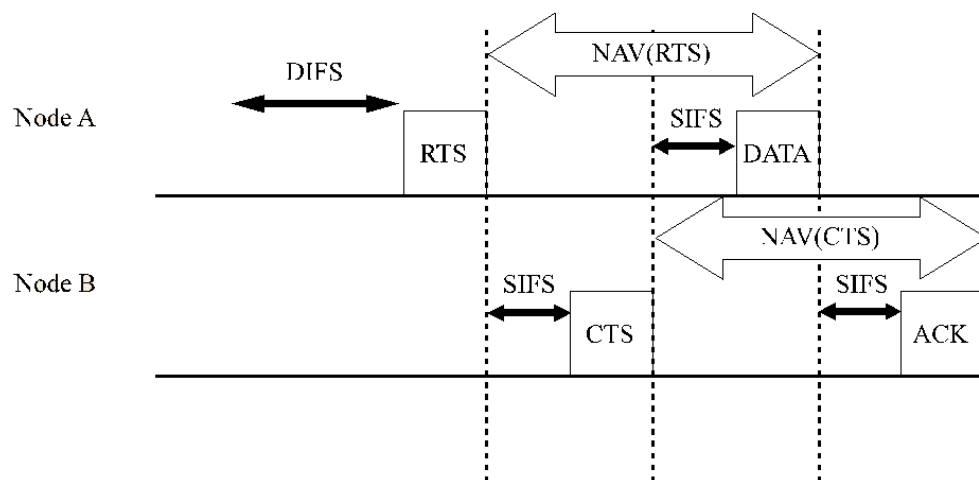 NAV(RTS)
DIFS
Node A
SIFS
RTS
DATA
NAV(CTS)
Node B
SIFS
SIFS
CTS
ACK